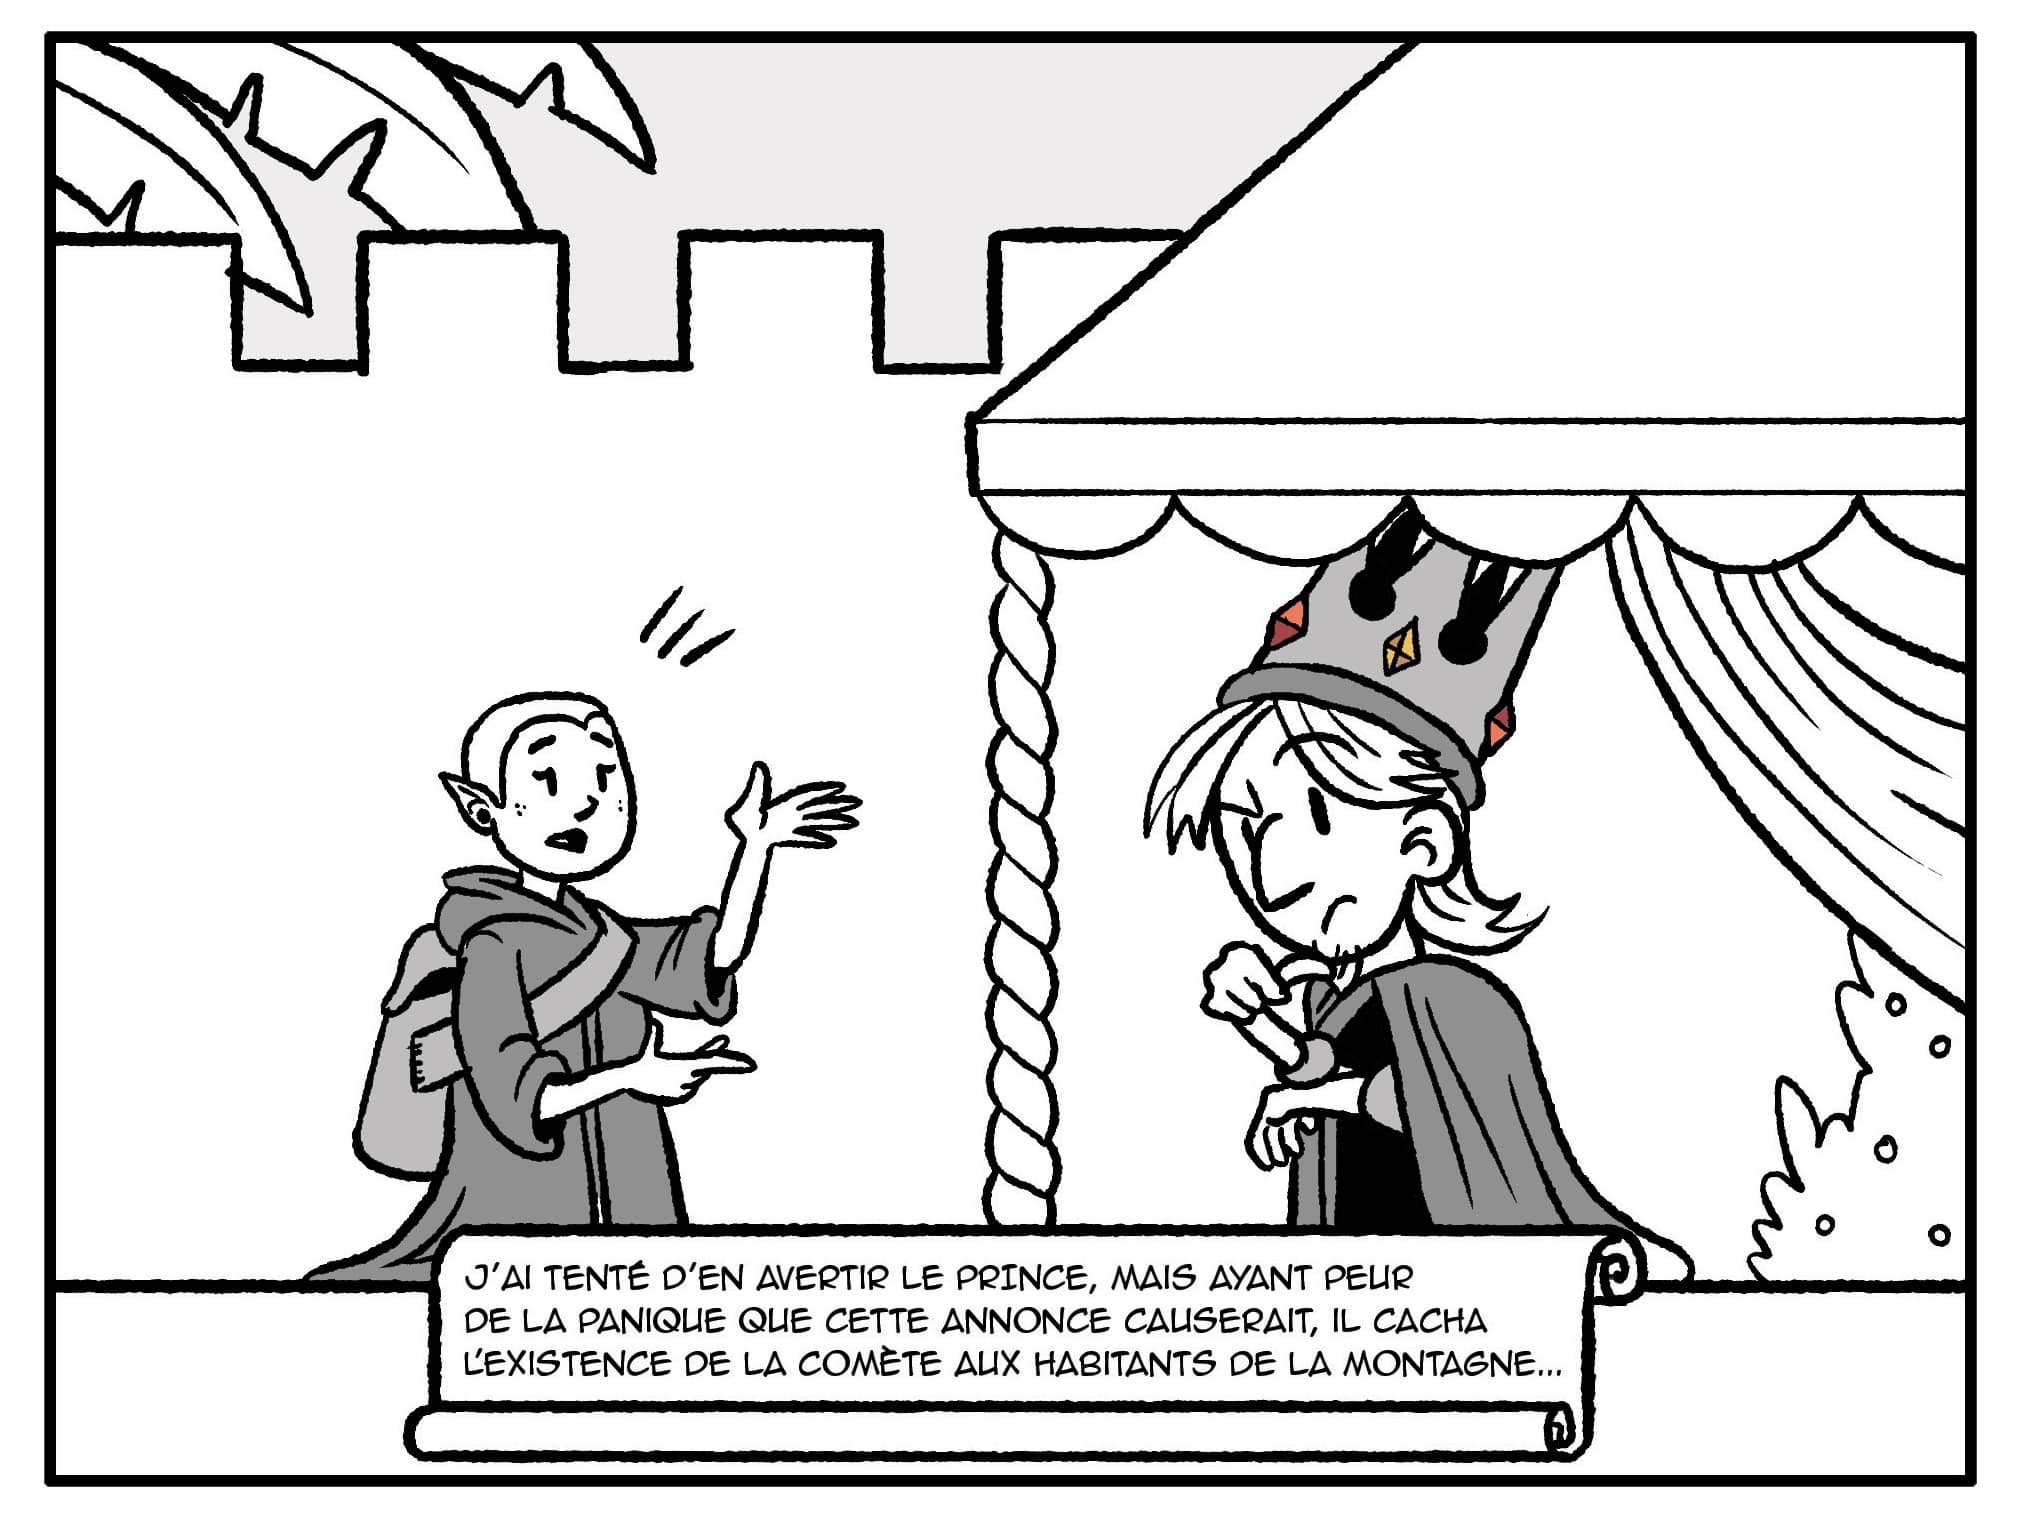 J'AI TENTÉ D'EN AVERTIR LE PRINCE, MAIS AYANT PEUR
DE LA PANIQUE QUE CETTE ANNONCE CAUSERAIT, IL CACHA
L'EXISTENCE DE LA COMÈTE AUX HABITANTS DE LA MONTAGNE...